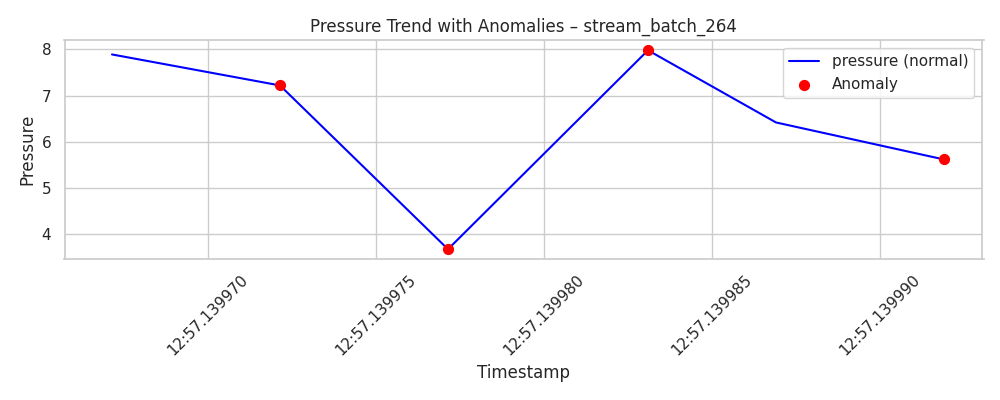 Pressure Trend with Anomalies – stream_batch_264
pressure (normal)
Anomaly
Pressure
8
7
6
5
4
12:57.139970
12:57.139975
12:57.139980
12:57.139985
12:57.139990
Timestamp